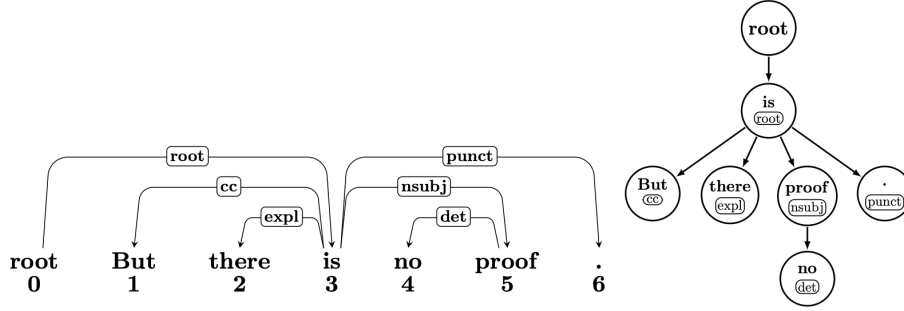 root
punct
cc
nsubj
expl
det
root But there is no proof .
0 1 2 3 4 5 6
root
is
root
But there proof .
cc expl nsubj punct
no
det